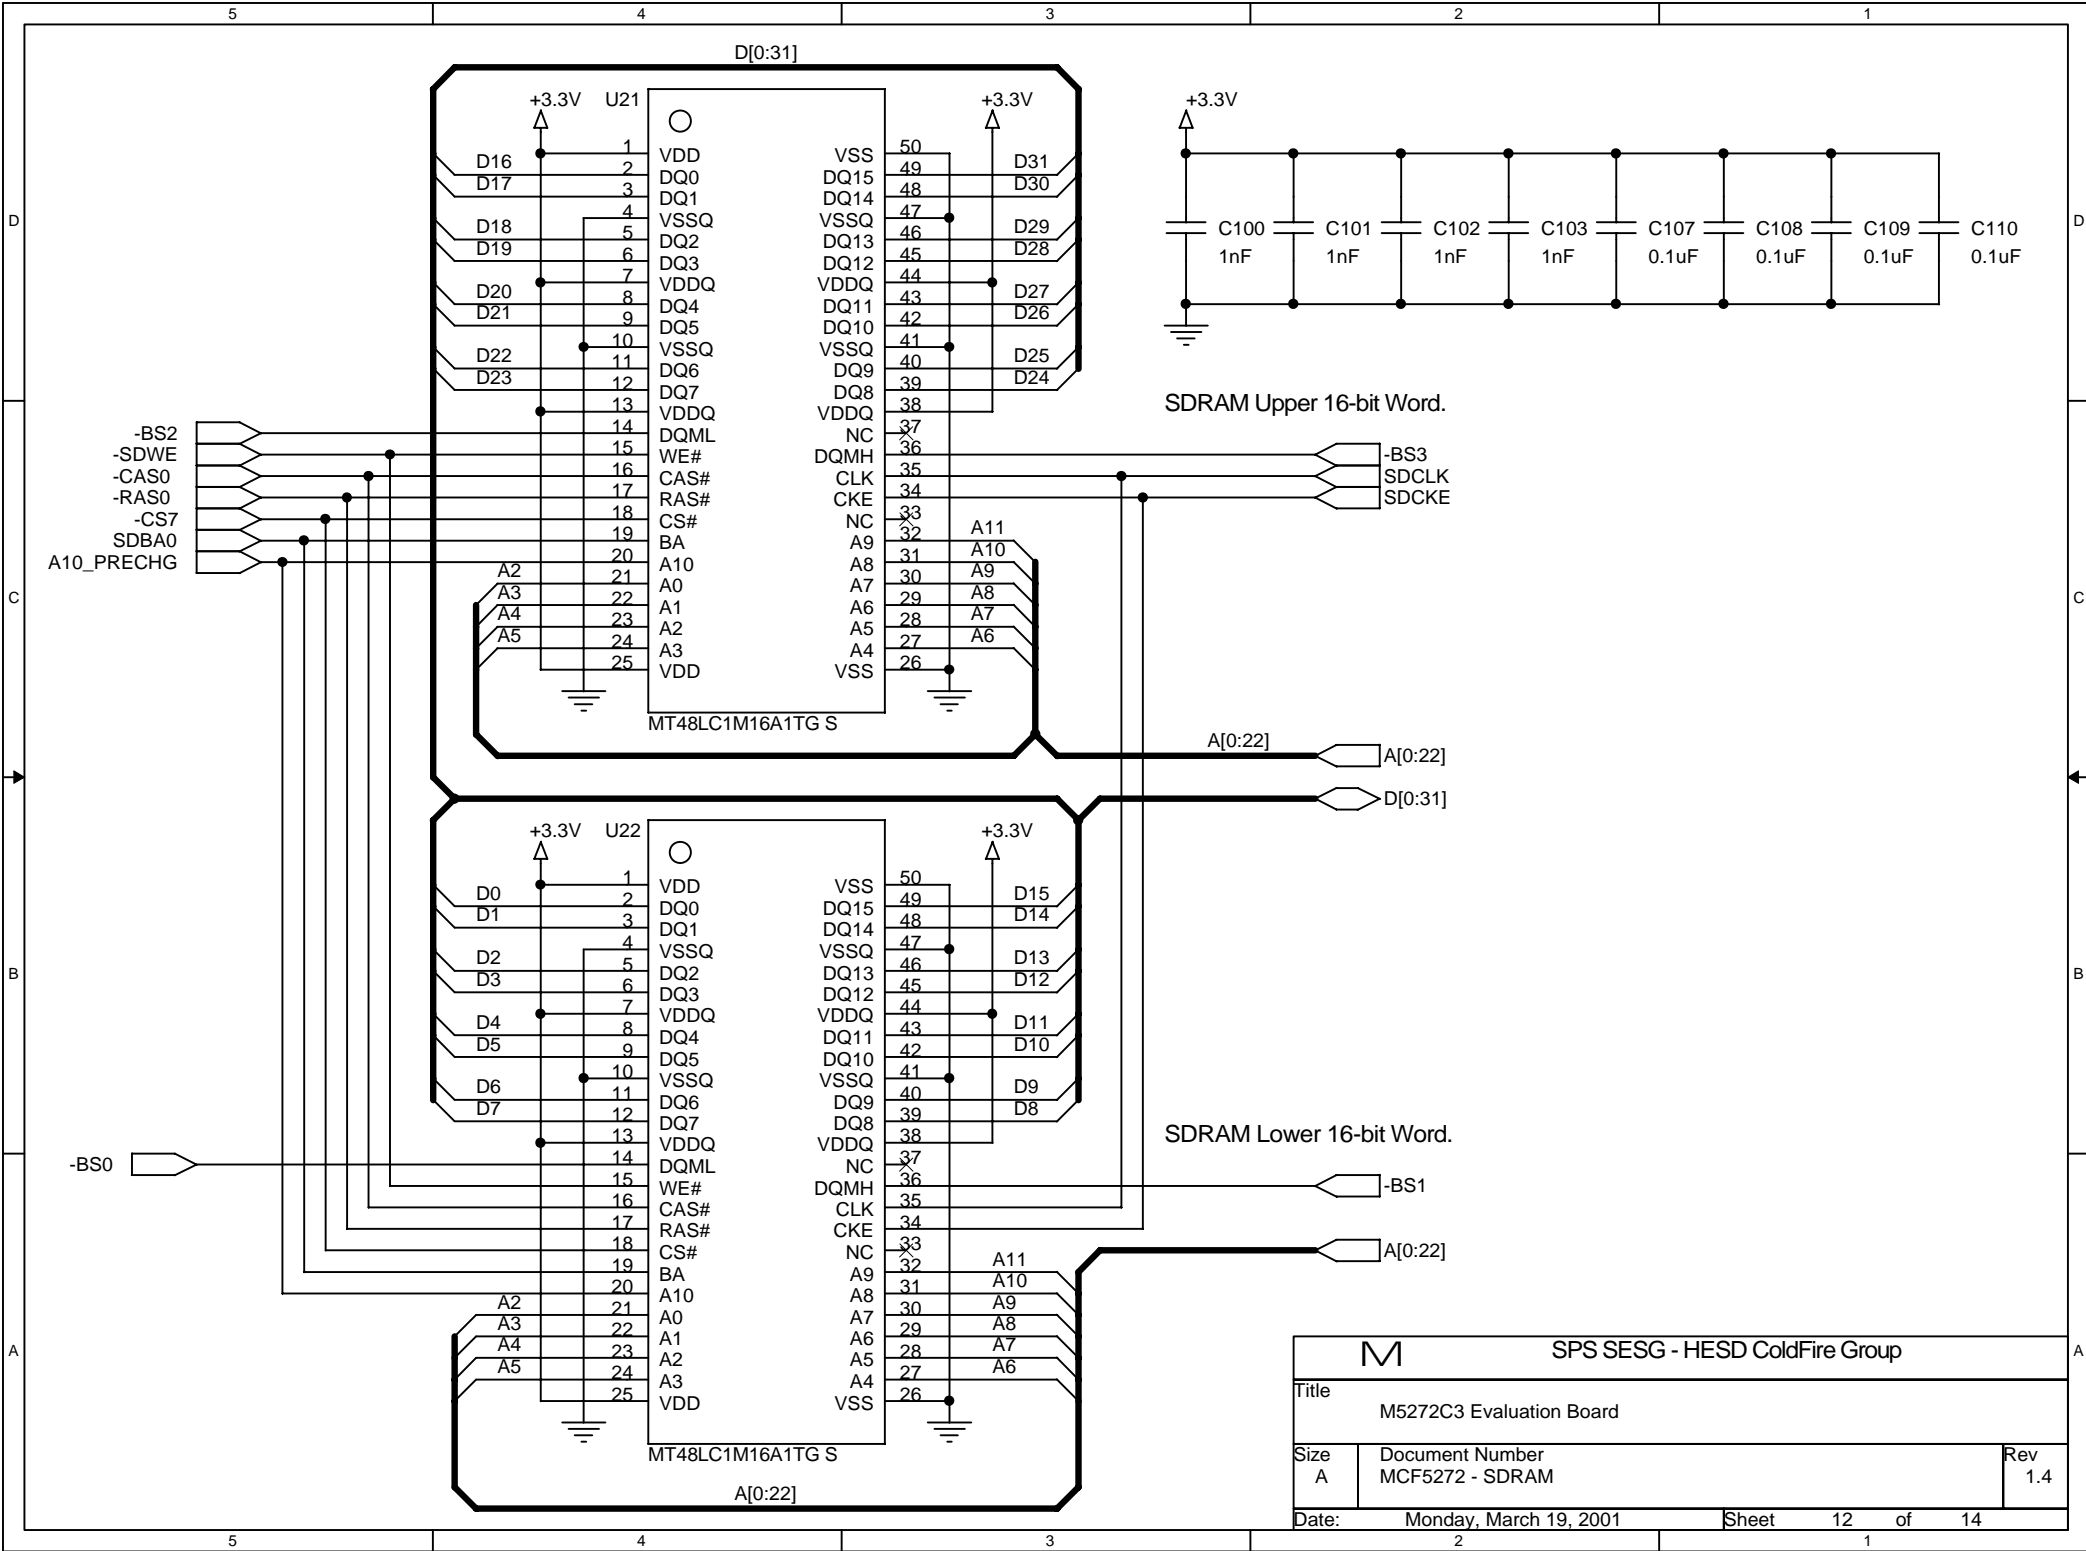 5 4 3 2 1
D[0:31]
+3.3V U21 +3.3V +3.3V
1 VDD VSS 50
D16 2 DQ0 DQ15 49 D31
D17 3 DQ1 DQ14 48 D30
4 VSSQ VSSQ 47
D18 5 DQ2 DQ13 46 D29
D19 6 DQ3 DQ12 45 D28
7 VDDQ VDDQ 44
D20 8 DQ4 DQ11 43 D27
D21 9 DQ5 DQ10 42 D26
10 VSSQ VSSQ 41
D22 11 DQ6 DQ9 40 D25
D23 12 DQ7 DQ8 39 D24
13 VDDQ VDDQ 38
-BS2 14 DQML NC 37
-SDWE 15 WE# DQMH 36 -BS3
-CAS0 16 CAS# CLK 35 SDCLK
-RAS0 17 RAS# CKE 34 SDCKE
-CS7 18 CS# NC 33
SDBA0 19 BA A9 32 A11
A10_PRECHG 20 A10 A8 31 A10
A2 21 A0 A7 30 A9
A3 22 A1 A6 29 A8
A4 23 A2 A5 28 A7
A5 24 A3 A4 27 A6
25 VDD VSS 26
MT48LC1M16A1TG S
D D
C100 C101 C102 C103 C107 C108 C109 C110
1nF 1nF 1nF 1nF 0.1uF 0.1uF 0.1uF 0.1uF
SDRAM Upper 16-bit Word.
C C
A[0:22] A[0:22]
D[0:31]
+3.3V U22 +3.3V
1 VDD VSS 50
D0 2 DQ0 DQ15 49 D15
D1 3 DQ1 DQ14 48 D14
4 VSSQ VSSQ 47
D2 5 DQ2 DQ13 46 D13
D3 6 DQ3 DQ12 45 D12
7 VDDQ VDDQ 44
D4 8 DQ4 DQ11 43 D11
D5 9 DQ5 DQ10 42 D10
10 VSSQ VSSQ 41
D6 11 DQ6 DQ9 40 D9
D7 12 DQ7 DQ8 39 D8
13 VDDQ VDDQ 38
-BS0 14 DQML NC 37
15 WE# DQMH 36 -BS1
16 CAS# CLK 35
17 RAS# CKE 34
18 CS# NC 33 A[0:22]
19 BA A9 32 A11
20 A10 A8 31 A10
A2 21 A0 A7 30 A9
A3 22 A1 A6 29 A8
A4 23 A2 A5 28 A7
A5 24 A3 A4 27 A6
25 VDD VSS 26
MT48LC1M16A1TG S
A[0:22]
B B
SDRAM Lower 16-bit Word.
A A
M SPS SESG - HESD ColdFire Group
Title
M5272C3 Evaluation Board
Size Document Number Rev
A MCF5272 - SDRAM 1.4
Date: Monday, March 19, 2001 Sheet 12 of 14
5 4 3 2 1